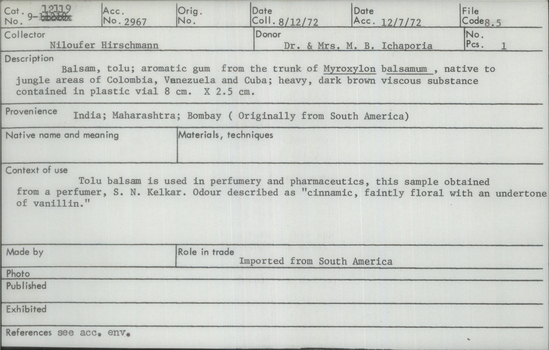 Cat. No. 9-12119 Acc. No. 2967 Orig. No. Date Coll. 8/12/72 Date Acc. 12/7/72 File Code 8.5
Collector Niloufer Hirschmann Donor Dr. & Mrs. M. B. Ichaporia No. Pcs. 1
Description
Balsam, tolu; aromatic gum from the trunk of Myroxylon balsamum, native to
jungle areas of Colombia, Venezuela and Cuba; heavy, dark brown viscous substance
contained in plastic vial 8 cm. X 2.5 cm.
Provenience India; Maharashtra; Bombay ( Originally from South America)
Native name and meaning Materials, techniques
Context of use
Tolu balsam is used in perfumery and pharmaceutics, this sample obtained
from a perfumer, S. N. Kelkar. Odour described as "cinnamic, faintly floral with an undertone
of vanillin."
Made by Role in trade
Imported from South America
Photo
Published
Exhibited
References see acc. env.